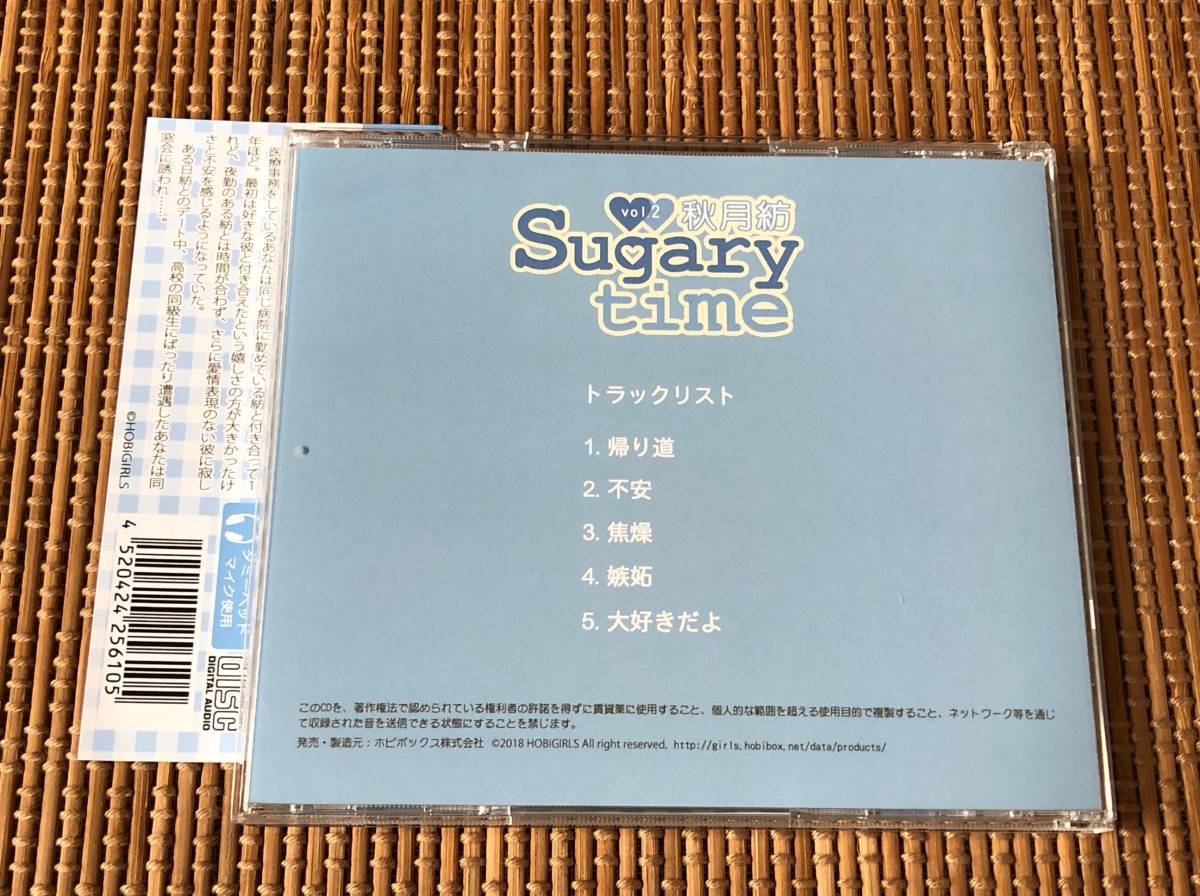 医療事務をしているあなたは同じ病院に勤めている紡と付き合って1
年ほど。最初は好きな彼と付き合えたという嬉しさの方が大きかったけ
れど、夜勤のある紡とは時間が合わず、さらに愛情表現のない彼に寂し
さと不安を感じるようになっていた。
ある日紡とのデート中、高校の同級生にばったり遭遇したあなたは同
窓会に誘われ……。
©HOBiGIRLS
ダミーヘッド
マイク使用
4 520424 256105
DISC
DIGITAL AUDIO
vol.2 秋月紡
Sugary
time
トラックリスト
1. 帰り道
2. 不安
3. 焦燥
4. 嫉妬
5. 大好きだよ
このCDを、著作権法で認められている権利者の許諾を得ずに賃貸業に使用すること、個人的な範囲を超える使用目的で複製すること、ネットワーク等を通じ
て収録された音を送信できる状態にすることを禁じます。
発売・製造元：ホビボックス株式会社 ©2018 HOBiGIRLS All right reserved. http://girls.hobibox.net/data/products/